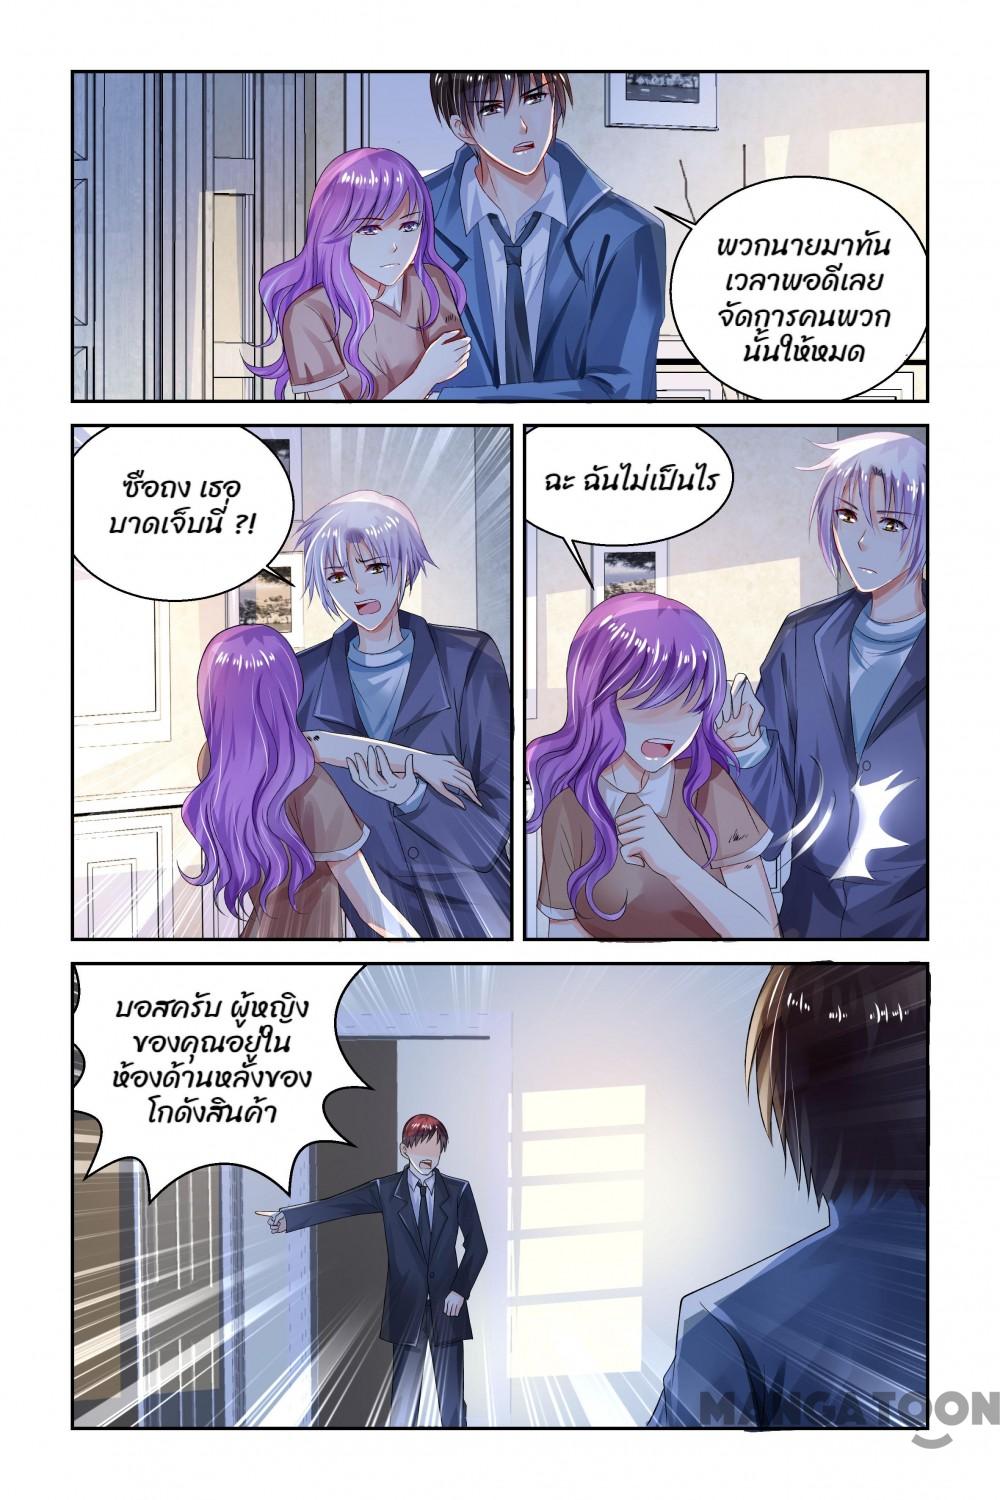 พวกนายมาทัน
เวลาพอดีเลย
จัดการคนพวก
นั้นให้หมด
ซือถง เธอ
บาดเจ็บนี่ ?!
ฉะ ฉันไม่เป็นไร
บอสครับ ผู้หญิง
ของคุณอยู่ใน
ห้องด้านหลังของ
โกดังสินค้า
MANGATOON